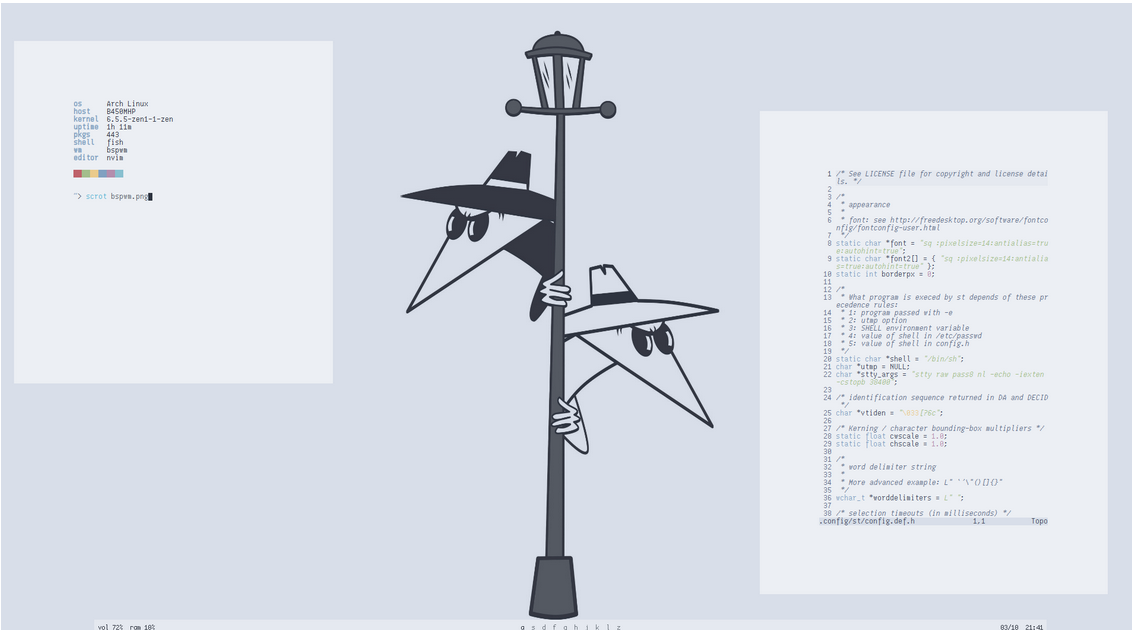 os Arch Linux
host B450MHP
kernel 6.5.5-zen1-1-zen
uptime 1h 11m
pkgs 443
shell fish
wm bspwm
editor nvim
~> scrot bspwm.png
1 /* See LICENSE file for copyright and license detai
ls. */
2
3 /*
4 * appearance
5 *
6 * font: see http://freedesktop.org/software/fontco
nfig/fontconfig-user.html
7 */
8 static char *font = "sq :pixelsize=14:antialias=tru
e:autohint=true";
9 static char *font2[] = { "sq :pixelsize=14:antialia
s=true:autohint=true" };
10 static int borderpx = 0;
11
12 /*
13 * What program is execed by st depends of these pr
ecedence rules:
14 * 1: program passed with -e
15 * 2: utmp option
16 * 3: SHELL environment variable
17 * 4: value of shell in /etc/passwd
18 * 5: value of shell in config.h
19 */
20 static char *shell = "/bin/sh";
21 char *utmp = NULL;
22 char *stty_args = "stty raw pass8 nl -echo -iexten
-cstopb 38400";
23
24 /* identification sequence returned in DA and DECID
*/
25 char *vtiden = "\033[?6c";
26
27 /* Kerning / character bounding-box multipliers */
28 static float cwscale = 1.0;
29 static float chscale = 1.0;
30
31 /*
32 * word delimiter string
33 *
34 * More advanced example: L" `'\"()[]{}"
35 */
36 wchar_t *worddelimiters = L" ";
37
38 /* selection timeouts (in milliseconds) */
.config/st/config.def.h 1,1 Topo
vol 72% ram 10%
a s d f g h j k l z
03/10 21:41